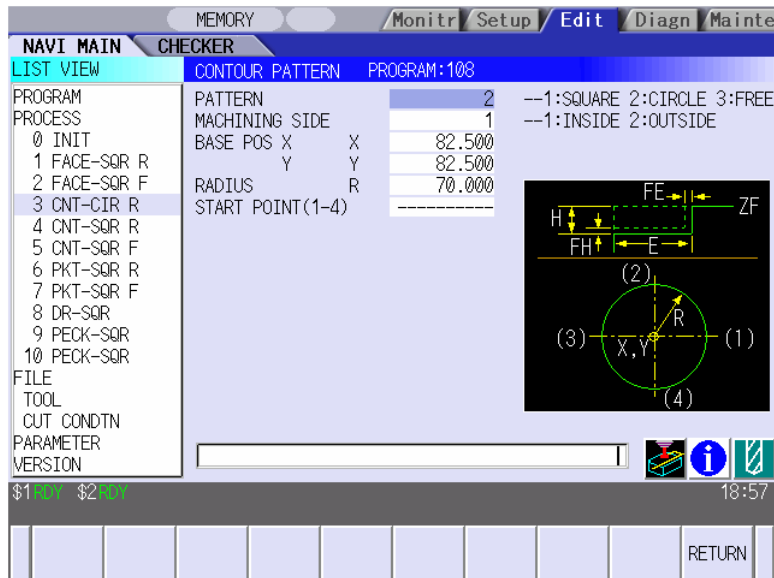 MEMORY
Monitr Setup Edit Diagn Mainte
NAVI MAIN CHECKER
LIST VIEW
CONTOUR PATTERN PROGRAM:108
PROGRAM
PROCESS
0 INIT
1 FACE-SQR R
2 FACE-SQR F
3 CNT-CIR R
4 CNT-SQR R
5 CNT-SQR F
6 PKT-SQR R
7 PKT-SQR F
8 DR-SQR
9 PECK-SQR
10 PECK-SQR
FILE
TOOL
CUT CONDTN
PARAMETER
VERSION
PATTERN 2 --1:SQUARE 2:CIRCLE 3:FREE
MACHINING SIDE 1 --1:INSIDE 2:OUTSIDE
BASE POS X X 82.500
Y Y 82.500
RADIUS R 70.000
START POINT(1-4) ----------
FE
H ZF
FH E
(2)
R
(3) X,Y (1)
(4)
$1 RDY $2 RDY 18:57
RETURN